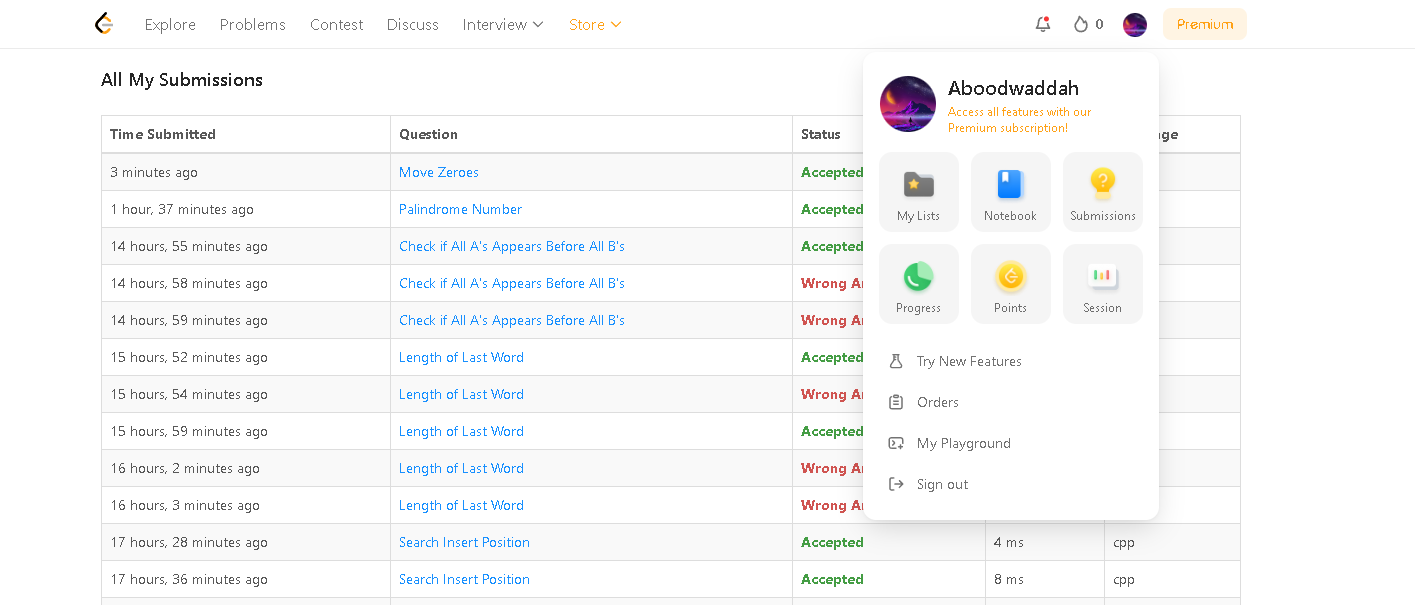 Explore Problems Contest Discuss Interview Store 0 Premium
All My Submissions
Aboodwaddah
Access all features with our
Premium subscription!
My Lists Notebook Submissions
Progress Points Session
Try New Features
Orders
My Playground
Sign out
Time Submitted Question Status
3 minutes ago Move Zeroes Accepted
1 hour, 37 minutes ago Palindrome Number Accepted
14 hours, 55 minutes ago Check if All A's Appears Before All B's Accepted
14 hours, 58 minutes ago Check if All A's Appears Before All B's Wrong
14 hours, 59 minutes ago Check if All A's Appears Before All B's Wrong
15 hours, 52 minutes ago Length of Last Word Accepted
15 hours, 54 minutes ago Length of Last Word Wrong
15 hours, 59 minutes ago Length of Last Word Accepted
16 hours, 2 minutes ago Length of Last Word Wrong
16 hours, 3 minutes ago Length of Last Word Wrong
17 hours, 28 minutes ago Search Insert Position Accepted 4 ms cpp
17 hours, 36 minutes ago Search Insert Position Accepted 8 ms cpp